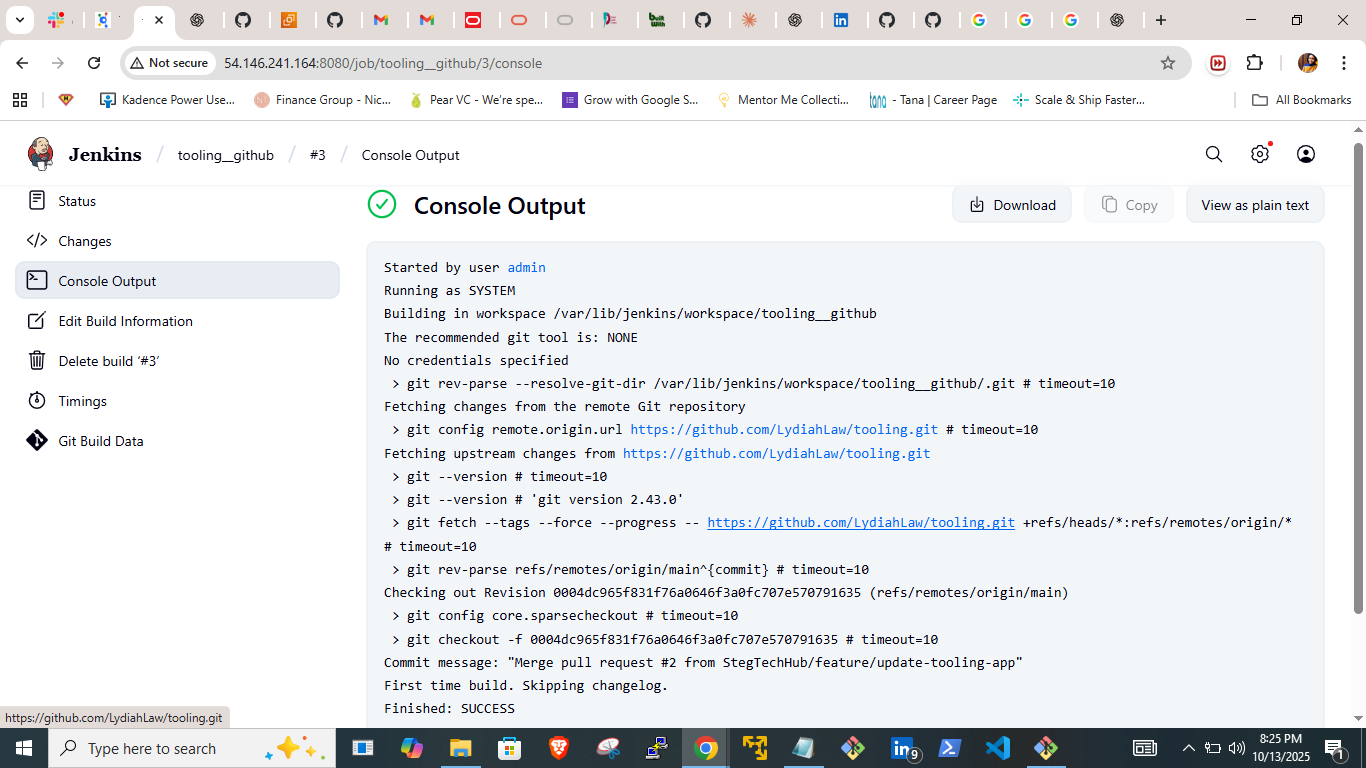 Not secure
54.146.241.164:8080/job/tooling__github/3/console
Kadence Power Use...
Finance Group - Nic...
Pear VC - We're spe...
Grow with Google S...
Mentor Me Collecti...
tana
- Tana | Career Page
Scale & Ship Faster...
All Bookmarks
Jenkins / tooling__github / #3 / Console Output
Status
Changes
Console Output
Edit Build Information
Delete build ‘#3’
Timings
Git Build Data
Console Output
Download
Copy
View as plain text
Started by user admin
Running as SYSTEM
Building in workspace /var/lib/jenkins/workspace/tooling__github
The recommended git tool is: NONE
No credentials specified
> git rev-parse --resolve-git-dir /var/lib/jenkins/workspace/tooling__github/.git # timeout=10
Fetching changes from the remote Git repository
> git config remote.origin.url https://github.com/LydiahLaw/tooling.git # timeout=10
Fetching upstream changes from https://github.com/LydiahLaw/tooling.git
> git --version # timeout=10
> git --version # 'git version 2.43.0'
> git fetch --tags --force --progress -- https://github.com/LydiahLaw/tooling.git +refs/heads/*:refs/remotes/origin/*
# timeout=10
> git rev-parse refs/remotes/origin/main^{commit} # timeout=10
Checking out Revision 0004dc965f831f76a0646f3a0fc707e570791635 (refs/remotes/origin/main)
> git config core.sparsecheckout # timeout=10
> git checkout -f 0004dc965f831f76a0646f3a0fc707e570791635 # timeout=10
Commit message: "Merge pull request #2 from StegTechHub/feature/update-tooling-app"
First time build. Skipping changelog.
Finished: SUCCESS
https://github.com/LydiahLaw/tooling.git
Type here to search
9
8:25 PM
10/13/2025
1